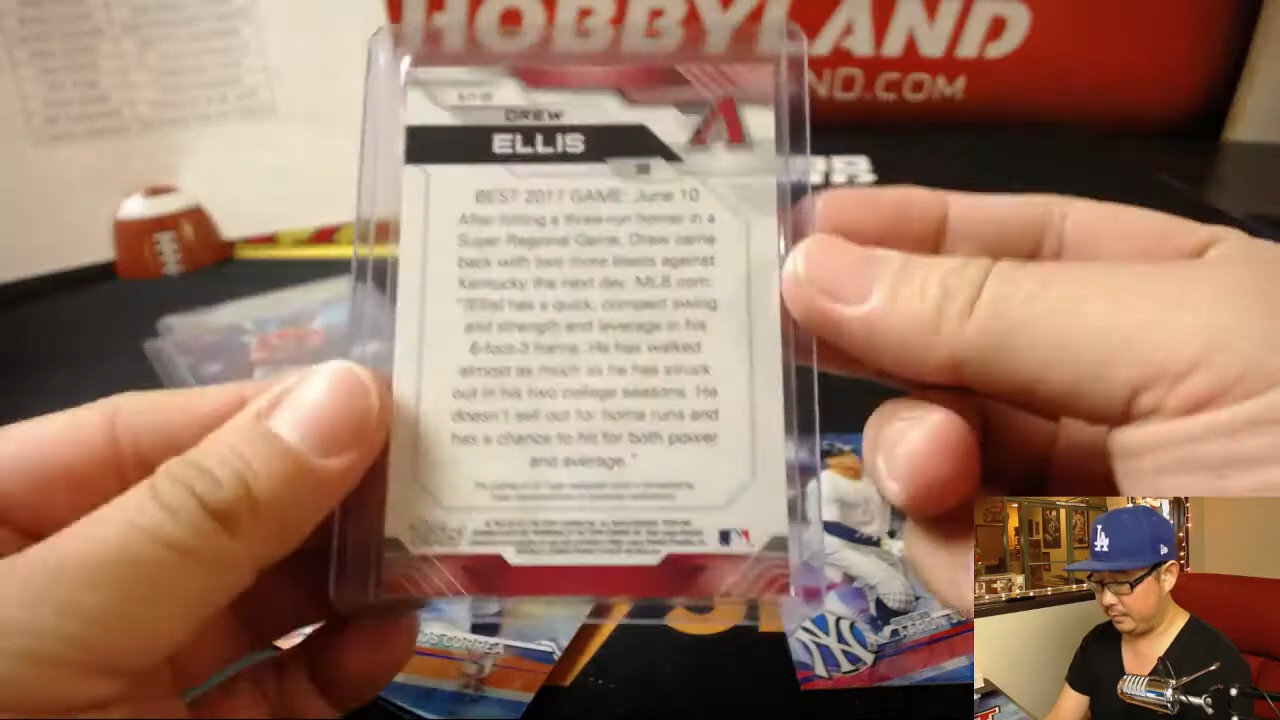 HOBBYLAND
ND.COM
DREW
ELLIS
BEST 2017 GAME: June 10
After hitting a three-run homer in a
Super Regional Game, Drew came
back with two more blasts against
Kentucky the next day. MLB.com:
"[Ellis] has a quick, compact swing
and strength and leverage in his
6-foot-3 frame. He has walked
almost as much as he has struck
out in his two college seasons. He
doesn't sell out for home runs and
has a chance to hit for both power
and average."
CORREA
LA